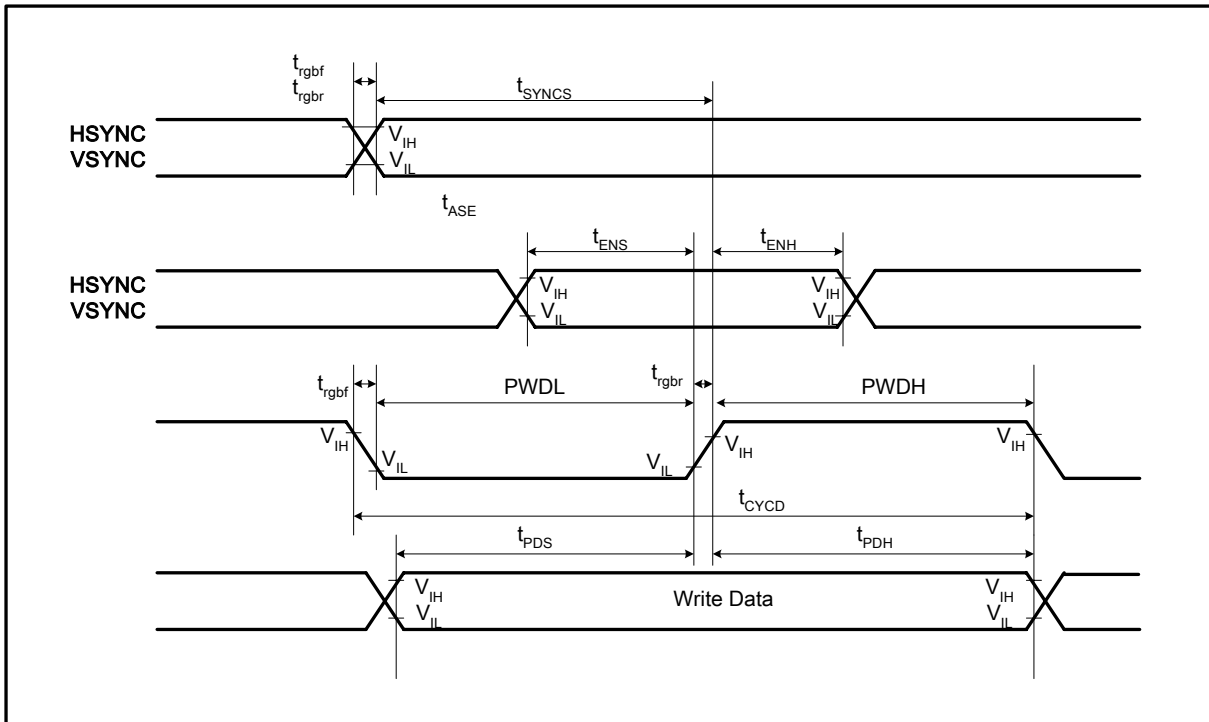 t_rgbf
t_rgbr
t_SYNCS
HSYNC
VSYNC
V_IH
V_IL
t_ASE
t_ENS
t_ENH
HSYNC
VSYNC
V_IH
V_IL
V_IH
V_IL
t_rgbf
PWDL
t_rgbr
PWDH
V_IH
V_IL
V_IL
V_IH
V_IH
t_CYCD
t_PDS
t_PDH
V_IH
V_IL
Write Data
V_IH
V_IL